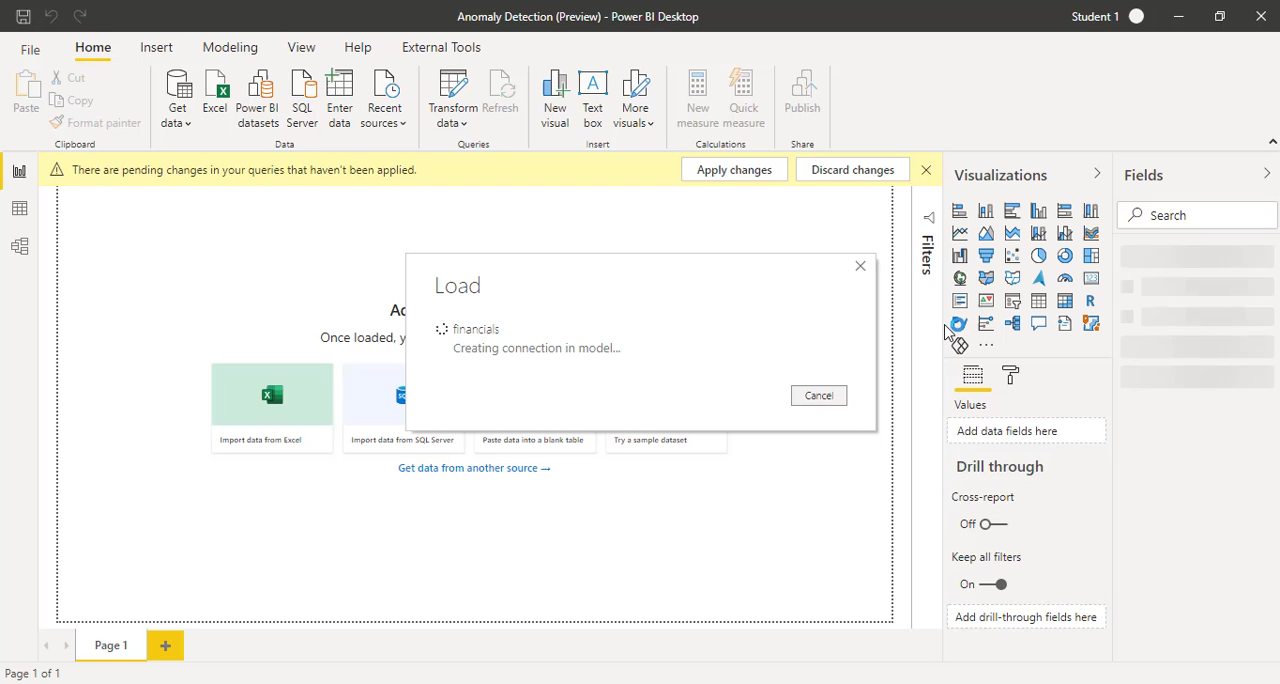 Anomaly Detection (Preview) - Power BI Desktop
Student 1
File
Home
Insert
Modeling
View
Help
External Tools
Paste
Cut
Copy
Format painter
Clipboard
Get
data
Excel
Power BI
datasets
SQL
Server
Enter
data
Recent
sources
Data
Transform
data
Refresh
Queries
New
visual
A
Text
box
More
visuals
Insert
New
measure
Quick
measure
Calculations
Publish
Share
There are pending changes in your queries that haven't been applied.
Apply changes
Discard changes
Load
financials
Creating connection in model...
Cancel
Once loaded, y
Import data from Excel
Import data from SQL Server
Paste data into a blank table
Try a sample dataset
Get data from another source →
Filters
Visualizations
123
R
...
Values
Add data fields here
Drill through
Cross-report
Off
Keep all filters
On
Add drill-through fields here
Fields
Search
Page 1
+
Page 1 of 1